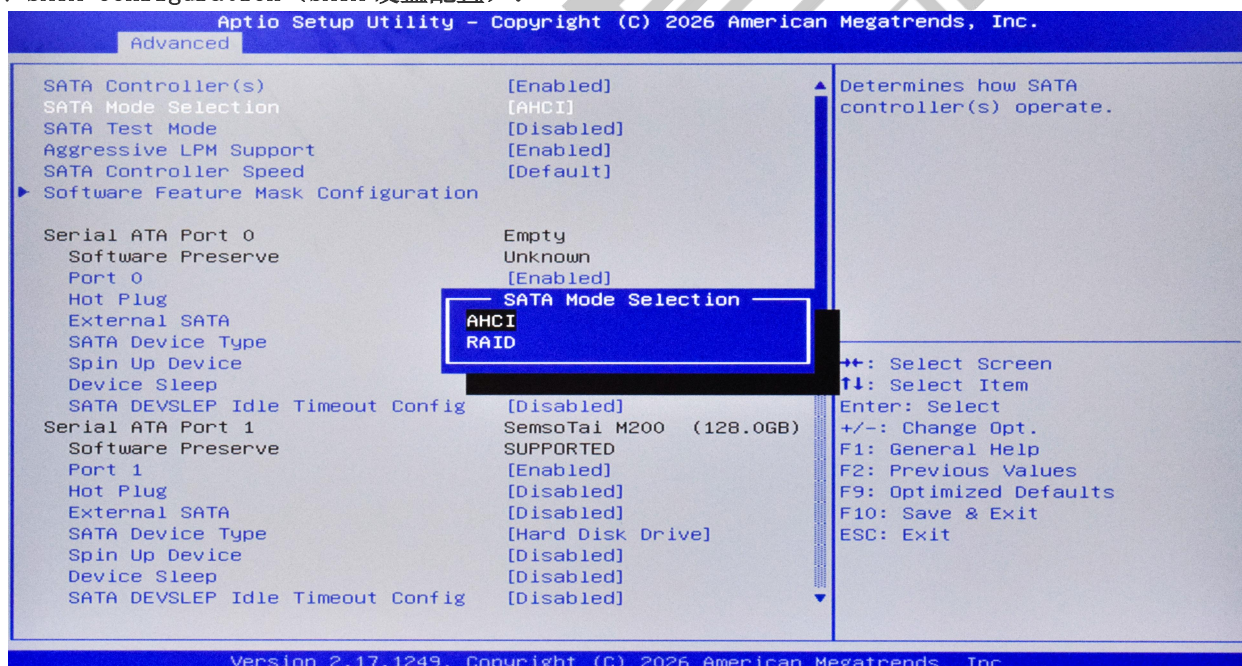 SATA Configuration (SATA 硬盘配置):
Aptio Setup Utility – Copyright (C) 2026 American Megatrends, Inc.
Advanced
SATA Controller(s) [Enabled]
SATA Mode Selection [AHCI]
SATA Test Mode [Disabled]
Aggressive LPM Support [Enabled]
SATA Controller Speed [Default]
Software Feature Mask Configuration
Serial ATA Port 0 Empty
Software Preserve Unknown
Port 0 [Enabled]
Hot Plug
External SATA
SATA Device Type
Spin Up Device
Device Sleep
SATA DEVSLEP Idle Timeout Config [Disabled]
Serial ATA Port 1 SemsoTai M200 (128.0GB)
Software Preserve SUPPORTED
Port 1 [Enabled]
Hot Plug [Disabled]
External SATA [Disabled]
SATA Device Type [Hard Disk Drive]
Spin Up Device [Disabled]
Device Sleep [Disabled]
SATA DEVSLEP Idle Timeout Config [Disabled]
SATA Mode Selection
AHCI
RAID
Determines how SATA
controller(s) operate.
→←: Select Screen
↑↓: Select Item
Enter: Select
+/-: Change Opt.
F1: General Help
F2: Previous Values
F9: Optimized Defaults
F10: Save & Exit
ESC: Exit
Version 2.17.1249. Copyright (C) 2026 American Megatrends, Inc.